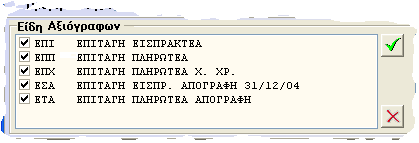 Είδη Αξιόγραφων
ΕΠΙ ΕΠΙΤΑΓΗ ΕΙΣΠΡΑΚΤΕΑ
ΕΠΠ ΕΠΙΤΑΓΗ ΠΛΗΡΩΤΕΑ
ΕΠΧ ΕΠΙΤΑΓΗ ΠΛΗΡΩΤΕΑ Χ. ΧΡ.
ΕΣΑ ΕΠΙΤΑΓΗ ΕΙΣΠΡ. ΑΠΟΓΡΑΦΗ 31/12/04
ΕΤΑ ΕΠΙΤΑΓΗ ΠΛΗΡΩΤΕΑ ΑΠΟΓΡΑΦΗ